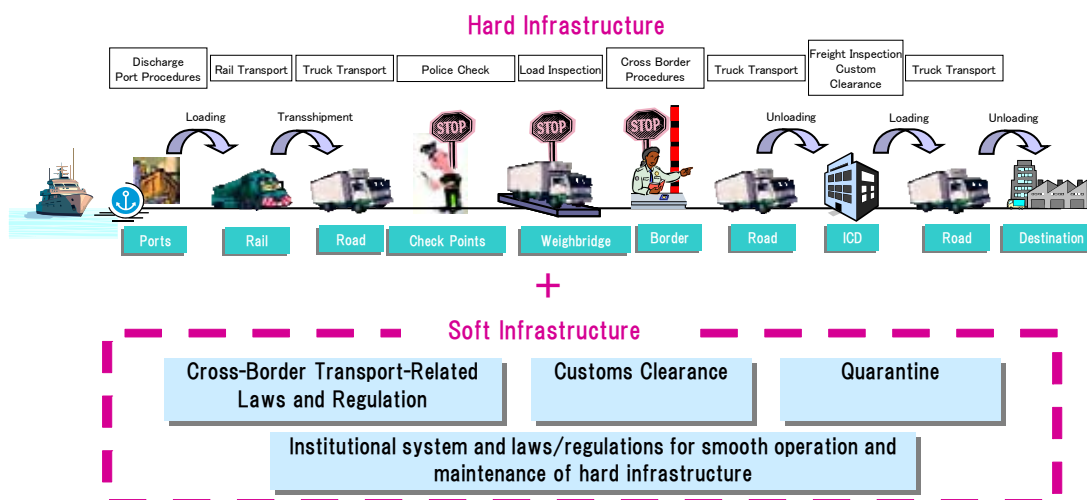 Hard Infrastructure
Discharge
Port Procedures
Rail Transport
Truck Transport
Police Check
Load Inspection
Cross Border
Procedures
Truck Transport
Freight Inspection
Custom
Clearance
Truck Transport
Loading
Transshipment
Unloading
Loading
Unloading
STOP
STOP
STOP
Ports
Rail
Road
Check Points
Weighbridge
Border
Road
ICD
Road
Destination
+
Soft Infrastructure
Cross-Border Transport-Related
Laws and Regulation
Customs Clearance
Quarantine
Institutional system and laws/regulations for smooth operation and
maintenance of hard infrastructure